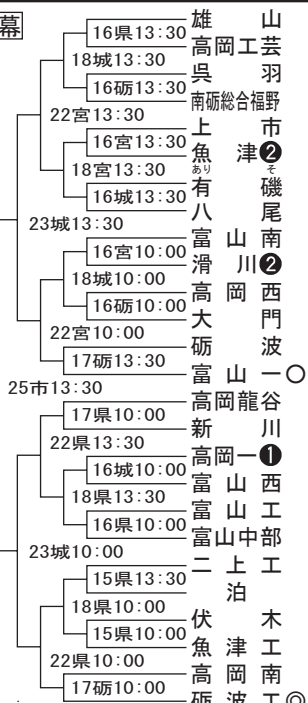 幕
雄山
16県13:30
高岡工芸
18城13:30
呉羽
16砺13:30
南砺総合福野
22宮13:30
上市
16宮13:30
魚津❷
18宮13:30
有磯
あり そ
16城13:30
八尾
23城13:30
富山南
16宮10:00
滑川❷
18城10:00
高岡西
16砺10:00
大門
22宮10:00
砺波
17砺13:30
富山一○
25市13:30
高岡龍谷
17県10:00
新川
22県13:30
高岡一❶
16城10:00
富山西
18県13:30
富山工
16県10:00
富山中部
23城10:00
二上工
15県13:30
泊
18県10:00
伏木
15県10:00
魚津工
22県10:00
高岡南
17砺10:00
砺波工◎